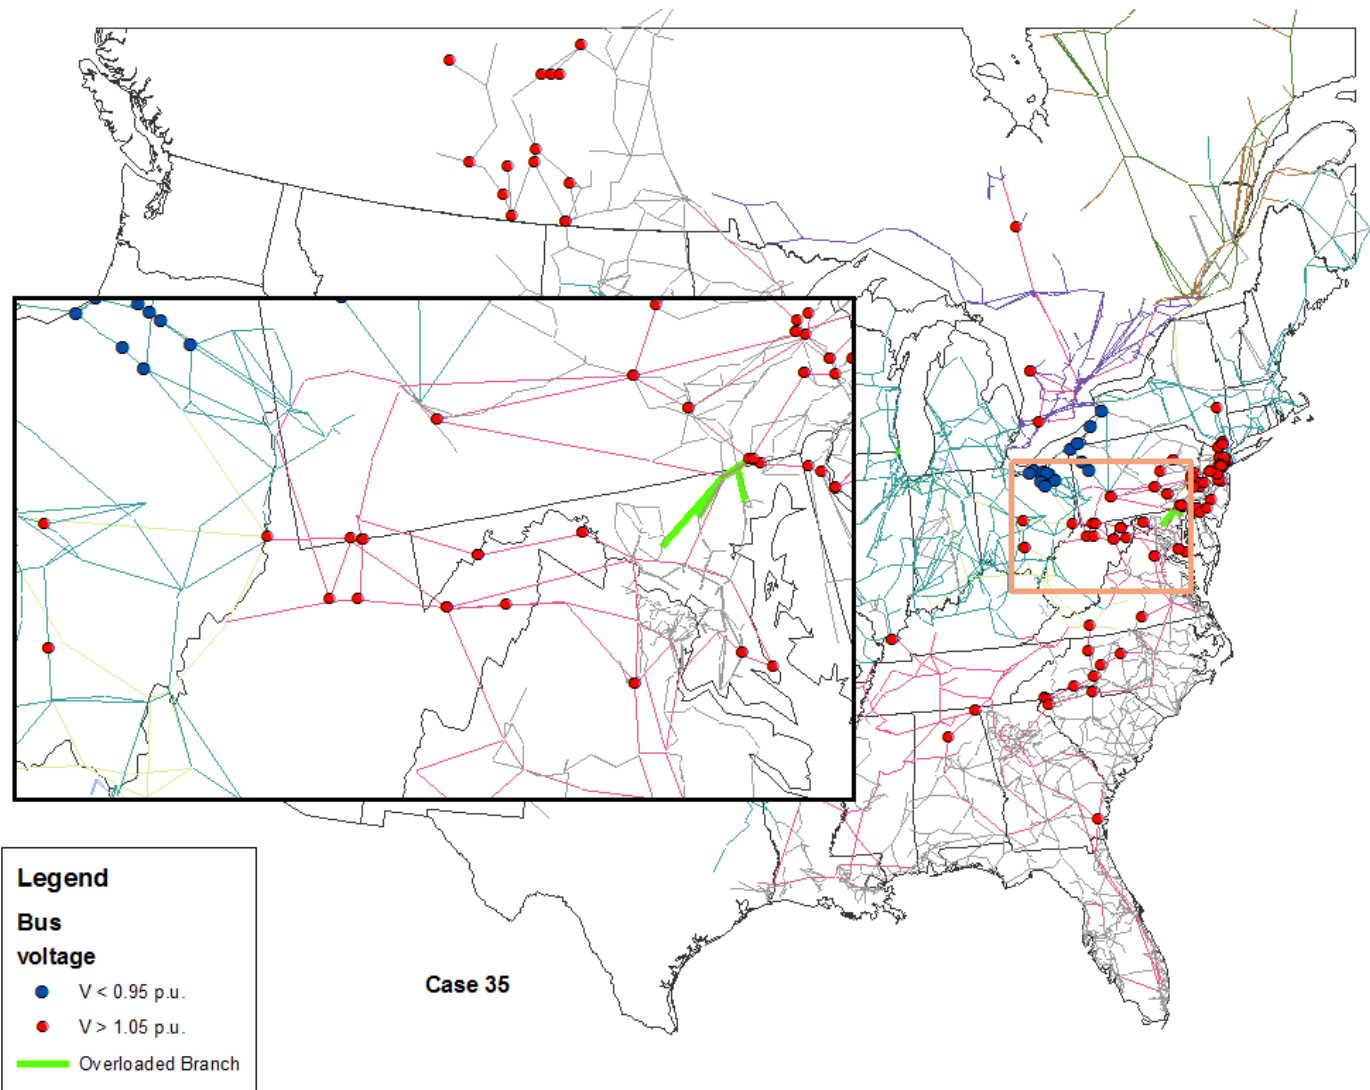 Case 35
Legend
Bus
voltage
V < 0.95 p.u.
V > 1.05 p.u.
Overloaded Branch